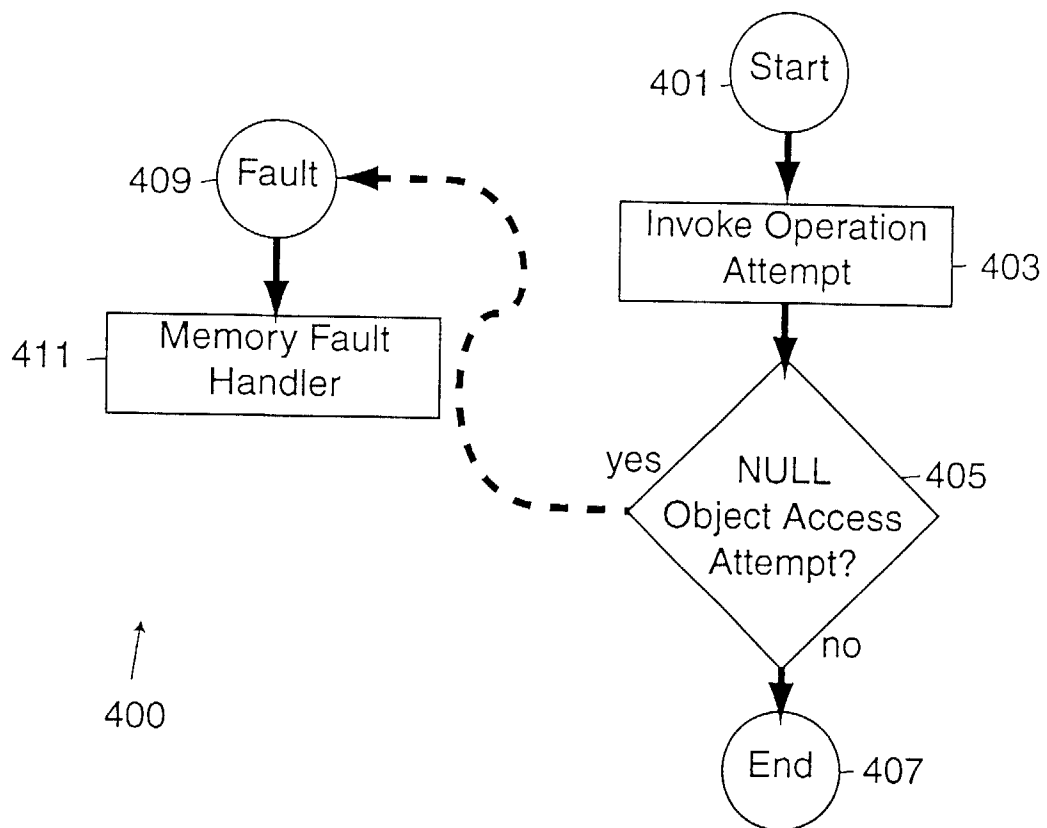 401
Start
Invoke Operation
Attempt
403
409
Fault
411
Memory Fault
Handler
yes
NULL
Object Access
Attempt?
405
no
400
End
407